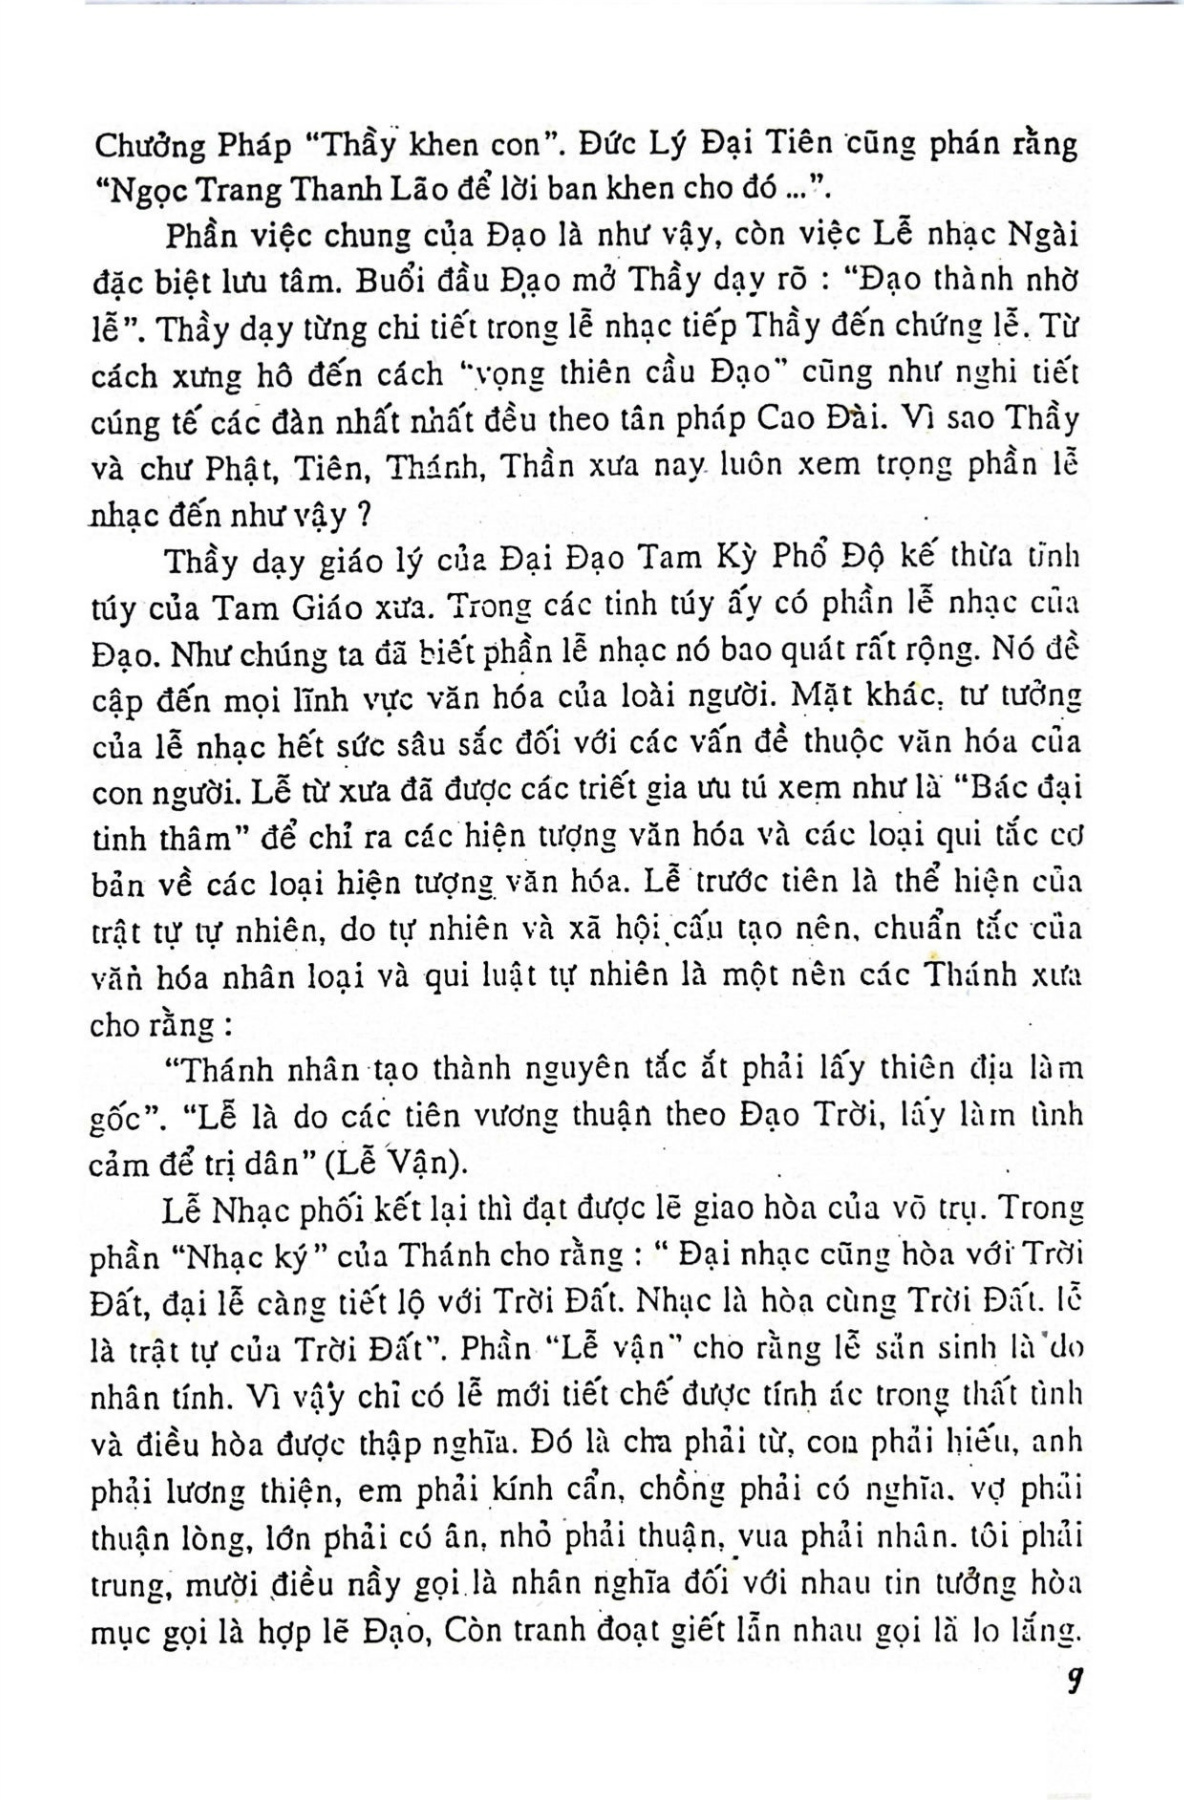 Chưởng Pháp “Thầy khen con”. Đức Lý Đại Tiên cũng phán rằng
“Ngọc Trang Thanh Lão để lời ban khen cho đó ...”.
Phần việc chung của Đạo là như vậy, còn việc Lễ nhạc Ngài
đặc biệt lưu tâm. Buổi đầu Đạo mở Thầy dạy rõ : “Đạo thành nhờ
lễ”. Thầy dạy từng chi tiết trong lễ nhạc tiếp Thầy đến chứng lễ. Từ
cách xưng hô đến cách “vọng thiên cầu Đạo” cũng như nghi tiết
cúng tế các đàn nhất nhất đều theo tân pháp Cao Đài. Vì sao Thầy
và chư Phật, Tiên, Thánh, Thần xưa nay luôn xem trọng phần lễ
nhạc đến như vậy ?
Thầy dạy giáo lý của Đại Đạo Tam Kỳ Phổ Độ kế thừa tinh
túy của Tam Giáo xưa. Trong các tinh túy ấy có phần lễ nhạc của
Đạo. Như chúng ta đã biết phần lễ nhạc nó bao quát rất rộng. Nó đề
cập đến mọi lĩnh vực văn hóa của loài người. Mặt khác, tư tưởng
của lễ nhạc hết sức sâu sắc đối với các vấn đề thuộc văn hóa của
con người. Lễ từ xưa đã được các triết gia ưu tú xem như là “Bác đại
tinh thâm” để chỉ ra các hiện tượng văn hóa và các loại qui tắc cơ
bản về các loại hiện tượng văn hóa. Lễ trước tiên là thể hiện của
trật tự tự nhiên, do tự nhiên và xã hội cấu tạo nên, chuẩn tắc của
văn hóa nhân loại và qui luật tự nhiên là một nên các Thánh xưa
cho rằng :
“Thánh nhân tạo thành nguyên tắc ắt phải lấy thiên địa làm
gốc”. “Lễ là do các tiên vương thuận theo Đạo Trời, lấy làm tình
cảm để trị dân” (Lễ Vận).
Lễ Nhạc phối kết lại thì đạt được lẽ giao hòa của võ trụ. Trong
phần “Nhạc ký” của Thánh cho rằng : “ Đại nhạc cũng hòa với Trời
Đất, đại lễ càng tiết lộ với Trời Đất. Nhạc là hòa cùng Trời Đất. lễ
là trật tự của Trời Đất”. Phần “Lễ vận” cho rằng lễ sản sinh là do
nhân tính. Vì vậy chỉ có lễ mới tiết chế được tính ác trong thất tình
và điều hòa được thập nghĩa. Đó là cha phải từ, con phải hiếu, anh
phải lương thiện, em phải kính cẩn, chồng phải có nghĩa. vợ phải
thuận lòng, lớn phải có ân, nhỏ phải thuận, vua phải nhân. tôi phải
trung, mười điều nầy gọi là nhân nghĩa đối với nhau tin tưởng hòa
mục gọi là hợp lẽ Đạo, Còn tranh đoạt giết lẫn nhau gọi là lo lắng.
9